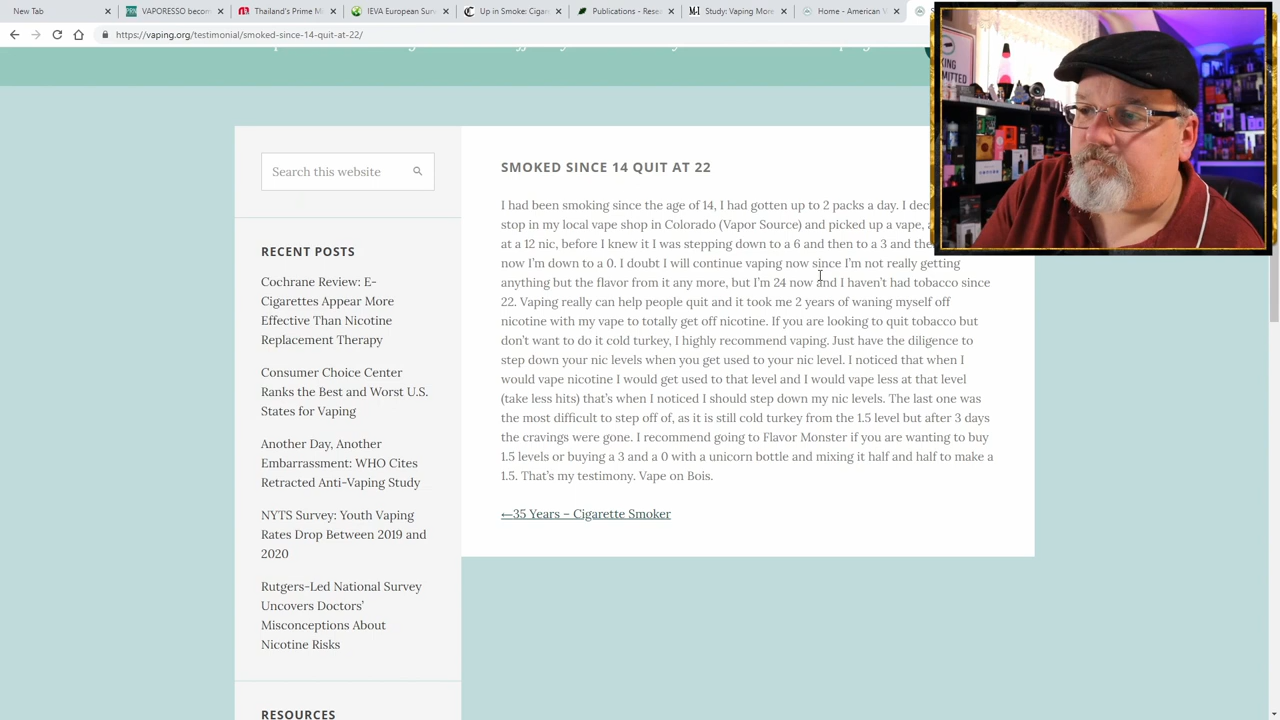 New Tab
VAPORESSO becom
Thailand's Prime M
IEVA European Sur
Up in Smoke: Cigar
Publications - Rese
Study: Vaping More
Home - American V
https://vaping.org/testimonial/smoked-since-14-quit-at-22/
Search this website
RECENT POSTS
Cochrane Review: E-
Cigarettes Appear More
Effective Than Nicotine
Replacement Therapy
Consumer Choice Center
Ranks the Best and Worst U.S.
States for Vaping
Another Day, Another
Embarrassment: WHO Cites
Retracted Anti-Vaping Study
NYTS Survey: Youth Vaping
Rates Drop Between 2019 and
2020
Rutgers-Led National Survey
Uncovers Doctors'
Misconceptions About
Nicotine Risks
RESOURCES
SMOKED SINCE 14 QUIT AT 22
I had been smoking since the age of 14, I had gotten up to 2 packs a day. I
stop in my local vape shop in Colorado (Vapor Source) and picked up a vape,
at a 12 nic, before I knew it I was stepping down to a 6 and then to a 3 and
now I'm down to a 0. I doubt I will continue vaping now since I'm not really getting
anything but the flavor from it any more, but I'm 24 now and I haven't had tobacco since
22. Vaping really can help people quit and it took me 2 years of waning myself off
nicotine with my vape to totally get off nicotine. If you are looking to quit tobacco but
don't want to do it cold turkey, I highly recommend vaping. Just have the diligence to
step down your nic levels when you get used to your nic level. I noticed that when I
would vape nicotine I would get used to that level and I would vape less at that level
(take less hits) that's when I noticed I should step down my nic levels. The last one was
the most difficult to step off of, as it is still cold turkey from the 1.5 level but after 3 days
the cravings were gone. I recommend going to Flavor Monster if you are wanting to buy
1.5 levels or buying a 3 and a 0 with a unicorn bottle and mixing it half and half to make a
1.5. That's my testimony. Vape on Bois.
←35 Years – Cigarette Smoker